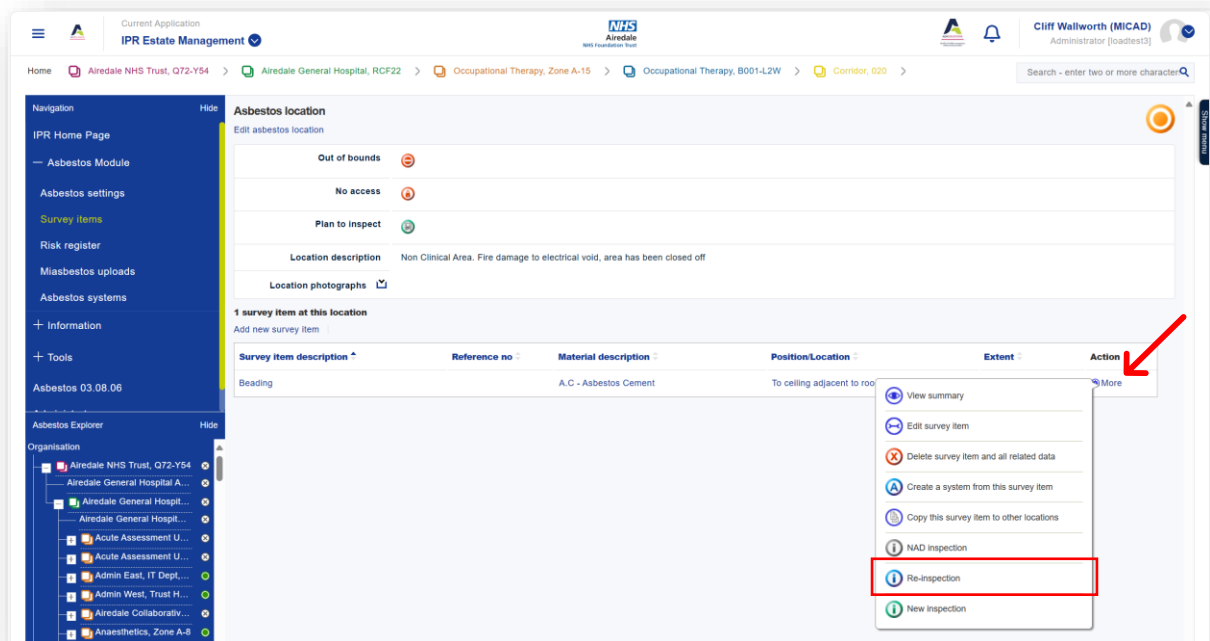 Current Application
IPR Estate Management
NHS
Airedale
NHS Foundation Trust
Cliff Wallworth (MICAD)
Administrator [loadtest3]
Home Airedale NHS Trust, Q72-Y54 > Airedale General Hospital, RCF22 > Occupational Therapy, Zone A-15 > Occupational Therapy, B001-L2W > Corridor, 020 >
Search - enter two or more character
Navigation Hide
IPR Home Page
— Asbestos Module
Asbestos settings
Survey items
Risk register
Miasbestos uploads
Asbestos systems
+ Information
+ Tools
Asbestos 03.08.06
Asbestos Explorer Hide
Organisation
Airedale NHS Trust, Q72-Y54
Airedale General Hospital A...
Airedale General Hospit...
Airedale General Hospit...
Acute Assessment U...
Acute Assessment U...
Admin East, IT Dept,...
Admin West, Trust H...
Airedale Collaborativ...
Anaesthetics, Zone A-8
Asbestos location
Edit asbestos location
Out of bounds
No access
Plan to inspect
Location description Non Clinical Area. Fire damage to electrical void, area has been closed off
Location photographs
1 survey item at this location
Add new survey item
Survey item description Reference no Material description Position/Location Extent Action
Beading A.C - Asbestos Cement To ceiling adjacent to roo More
View summary
Edit survey item
Delete survey item and all related data
Create a system from this survey item
Copy this survey item to other locations
NAD inspection
Re-inspection
New inspection
Show menu